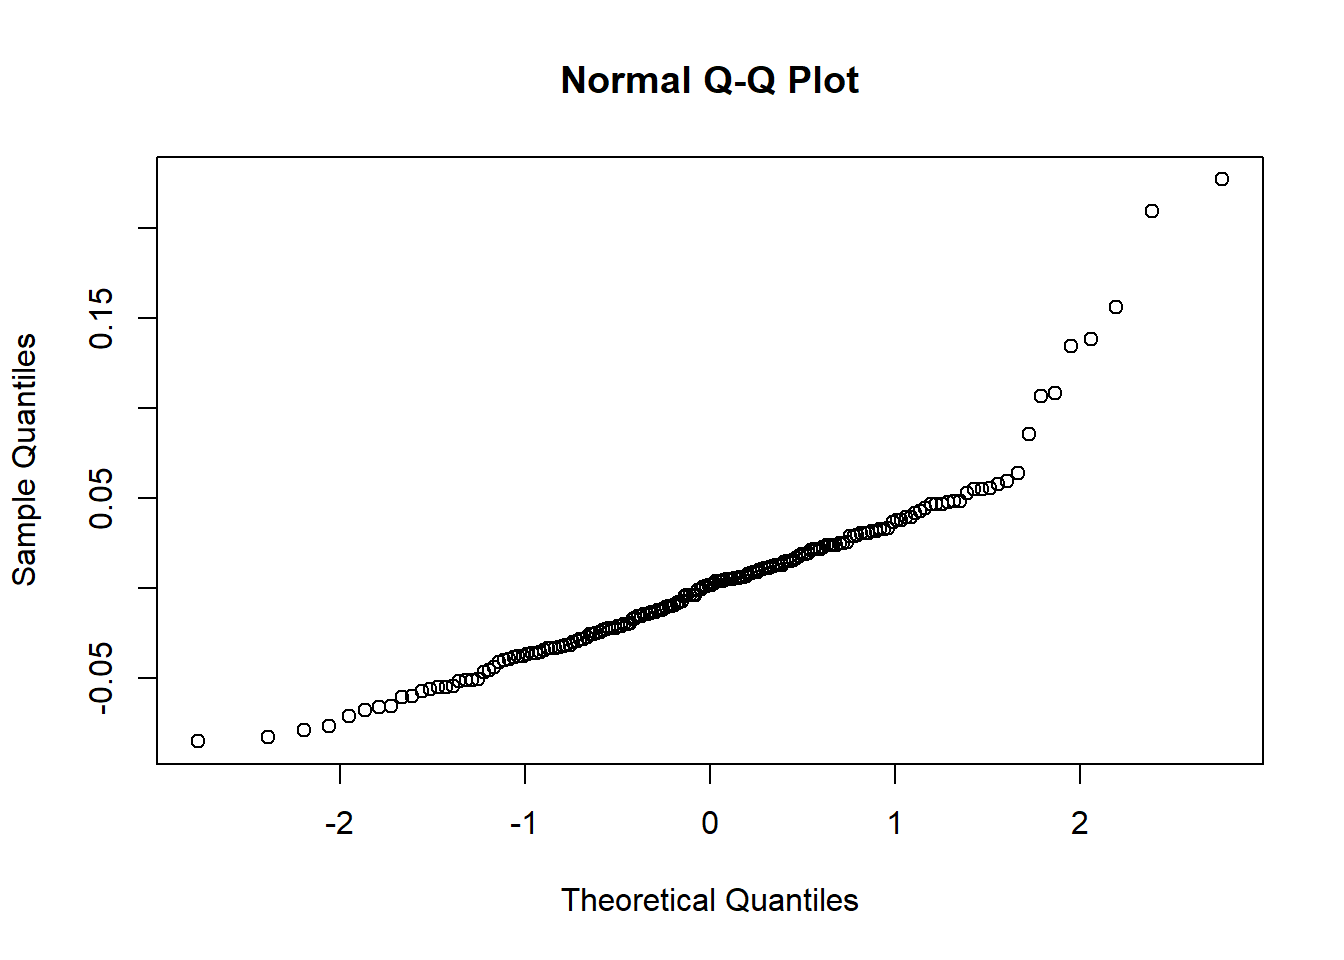 Normal Q-Q Plot
Sample Quantiles
0.15
0.05
-0.05
-2 -1 0 1 2
Theoretical Quantiles